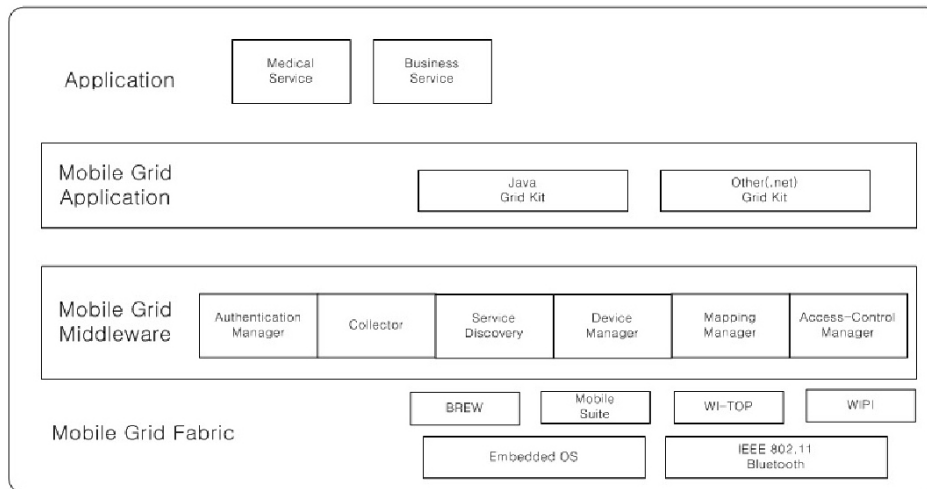 Application
Medical
Service
Business
Service
Mobile Grid
Application
Java
Grid Kit
Other(.net)
Grid Kit
Mobile Grid
Middleware
Authentication
Manager
Collector
Service
Discovery
Device
Manager
Mapping
Manager
Access-Control
Manager
Mobile Grid Fabric
BREW
Mobile
Suite
WI-TOP
WIPI
Embedded OS
IEEE 802.11
Bluetooth